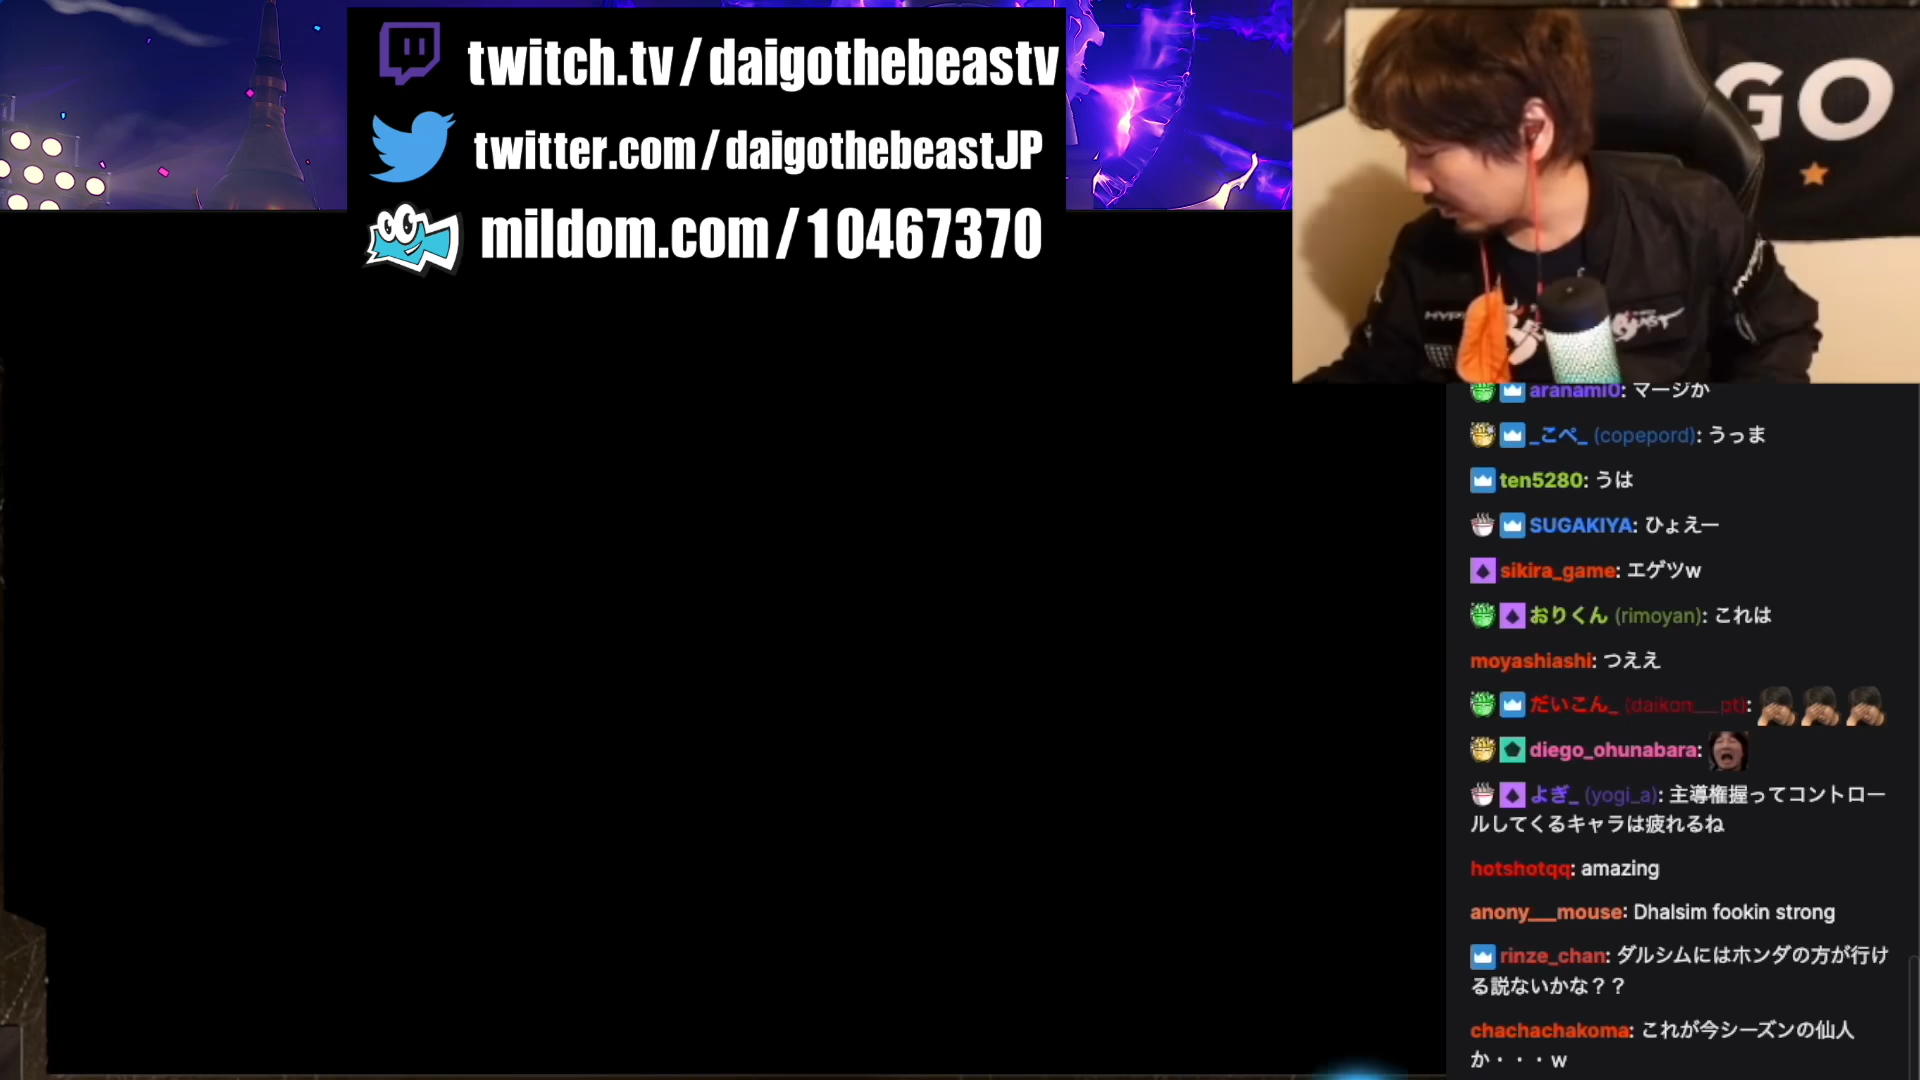 twitch.tv/daigothebeastv
twitter.com/daigothebeastJP
mildom.com/10467370
GO
aranami0: マージか
_こぺ_ (copepord): うっま
ten5280: うは
SUGAKIYA: ひょえー
sikira_game: エゲツw
おりくん (rimoyan): これは
moyashiashi: つええ
だいこん_ (daikon___pt):
diego_ohunabara:
よぎ_ (yogi_a): 主導権握ってコントロー
ルしてくるキャラは疲れるね
hotshotqq: amazing
anony___mouse: Dhalsim fookin strong
rinze_chan: ダルシムにはホンダの方が行け
る説ないかな？？
chachachakoma: これが今シーズンの仙人
か・・・w